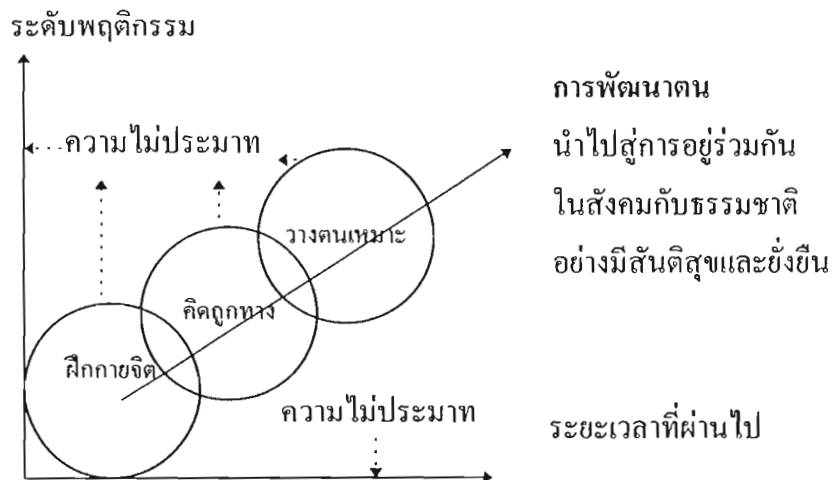 ระดับพฤติกรรม
การพัฒนาตน
ความไม่ประมาท
นำไปสู่การอยู่ร่วมกัน
ในสังคมกับธรรมชาติ
วางตนเหมาะ
อย่างมีสันติสุขและยั่งยืน
คิดถูกทาง
ฝึกกายจิต
ความไม่ประมาท
ระยะเวลาที่ผ่านไป